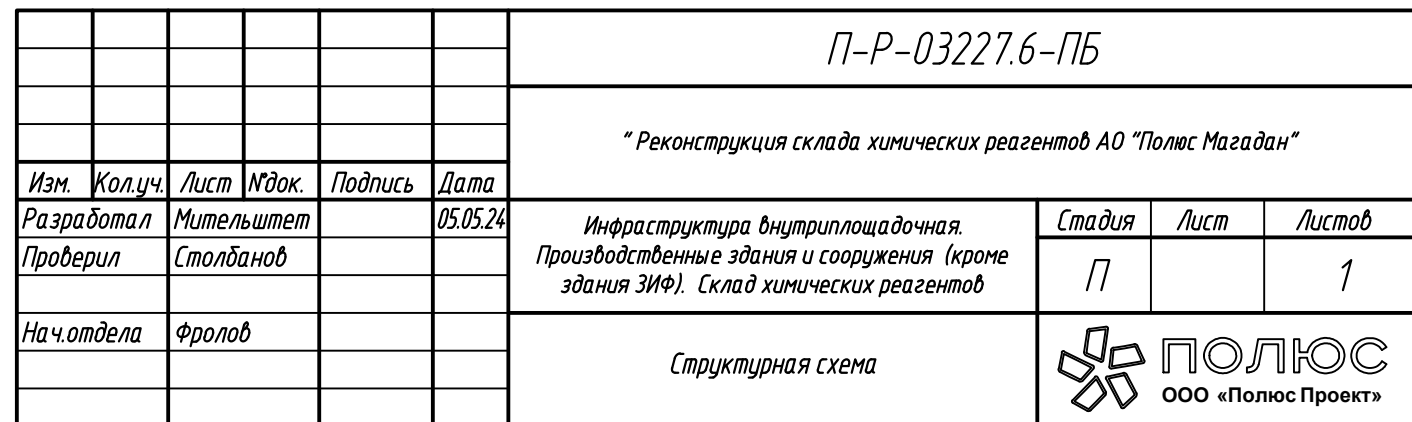 П-Р-03227.6-ПБ
" Реконструкция склада химических реагентов АО "Полюс Магадан"
Изм. Кол.уч. Лист №док. Подпись Дата
Разработал Мительштет 05.05.24
Проверил Столбанов
Нач.отдела Фролов
Инфраструктура внутриплощадочная.
Производственные здания и сооружения (кроме
здания ЗИФ). Склад химических реагентов
Стадия Лист Листов
П 1
Структурная схема
ПОЛЮС
ООО «Полюс Проект»